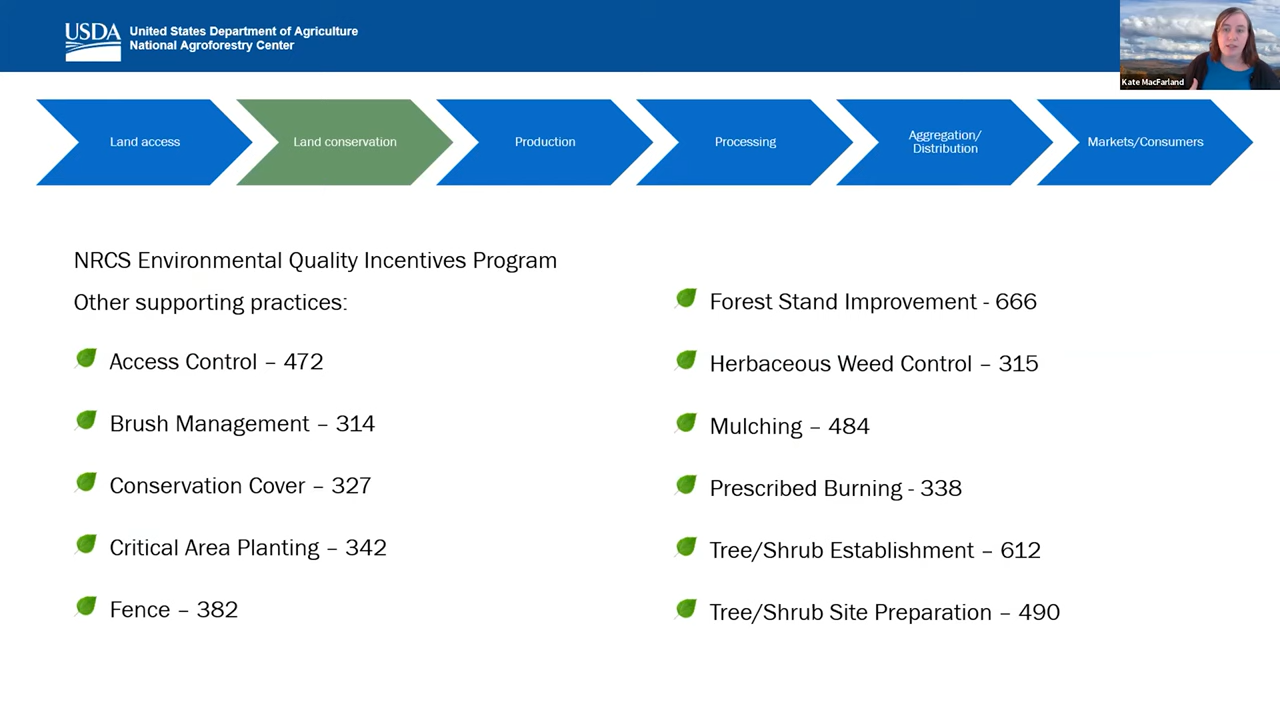 USDA
United States Department of Agriculture
National Agroforestry Center
Kate MacFarland
Land access
Land conservation
Production
Processing
Aggregation/
Distribution
Markets/Consumers
NRCS Environmental Quality Incentives Program
Other supporting practices:
Access Control – 472
Brush Management – 314
Conservation Cover – 327
Critical Area Planting – 342
Fence – 382
Forest Stand Improvement - 666
Herbaceous Weed Control – 315
Mulching – 484
Prescribed Burning - 338
Tree/Shrub Establishment – 612
Tree/Shrub Site Preparation – 490